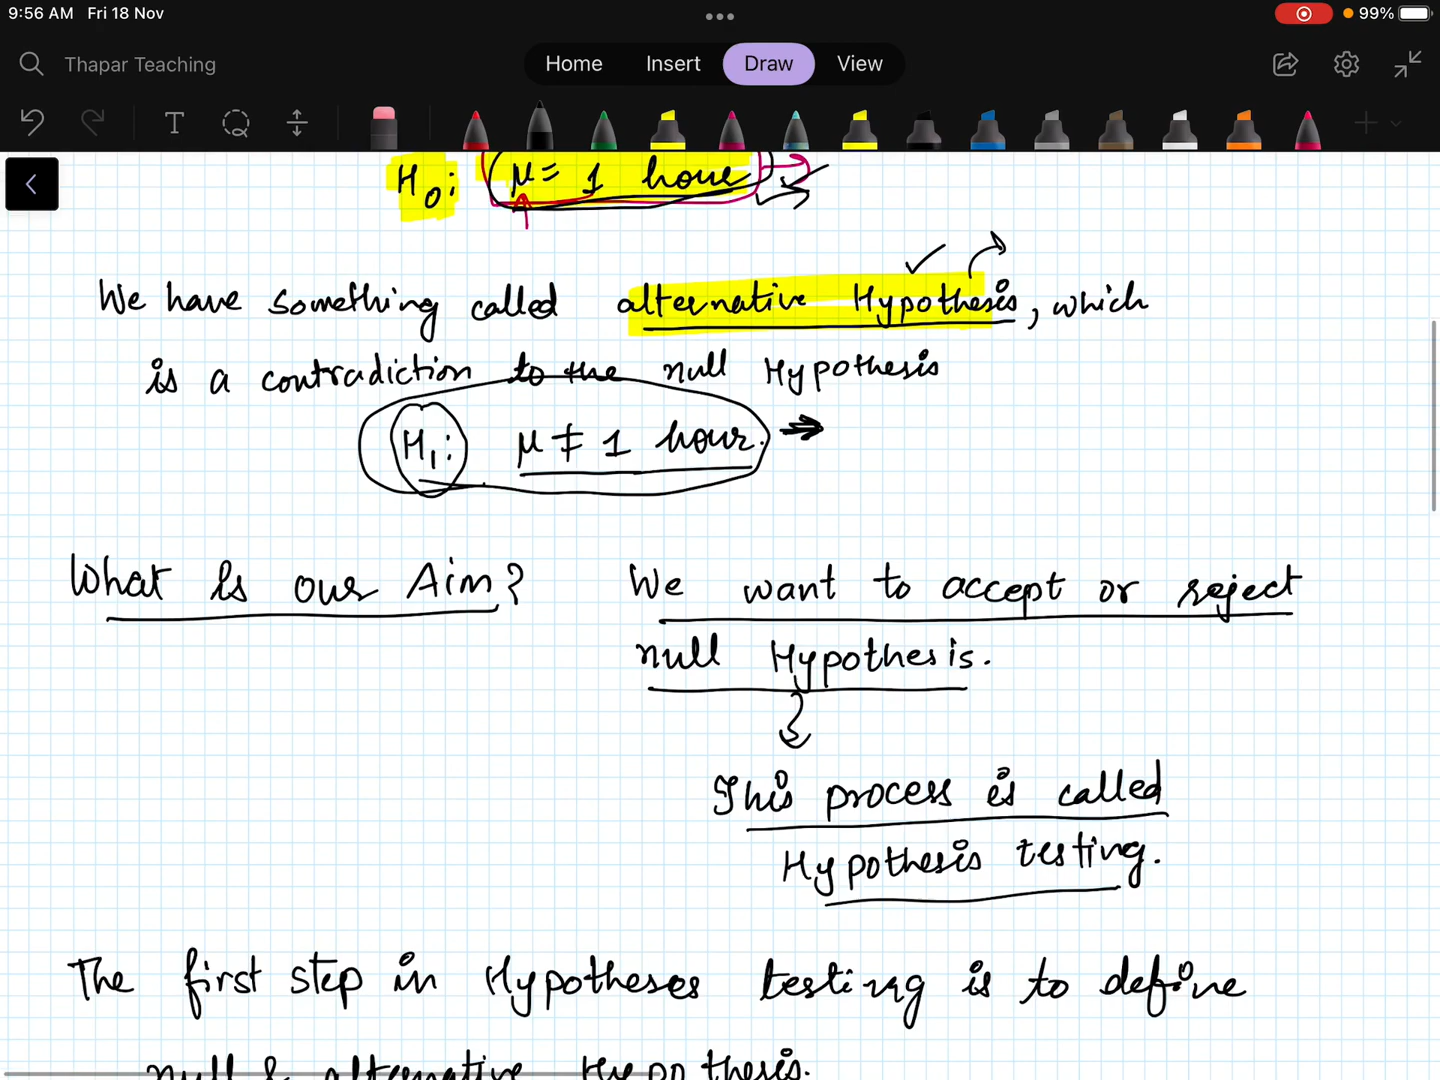 9:56 AM Fri 18 Nov
99%
Thapar Teaching
Home Insert Draw View
T
H₀: μ = 1 hour
We have something called alternative Hypothesis, which
is a contradiction to the null Hypothesis
H₁: μ ≠ 1 hour.
What is our Aim? We want to accept or reject
null Hypothesis.
This process is called
Hypothesis testing.
The first step in Hypotheses testing is to define
null & alternative Hypothesis.